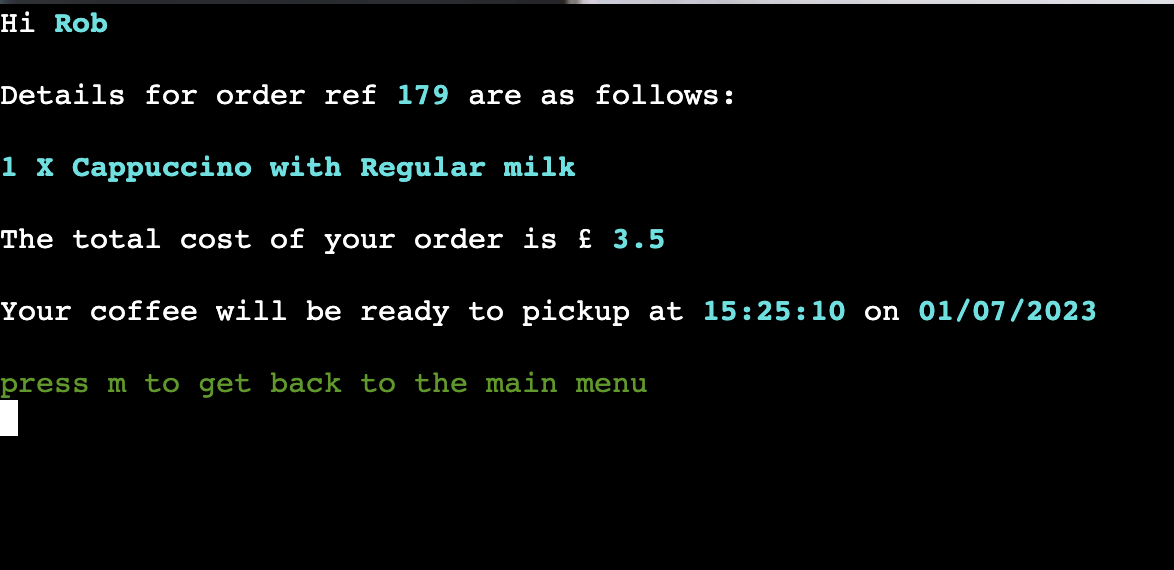 Hi Rob
Details for order ref 179 are as follows:
1 X Cappuccino with Regular milk
The total cost of your order is £ 3.5
Your coffee will be ready to pickup at 15:25:10 on 01/07/2023
press m to get back to the main menu